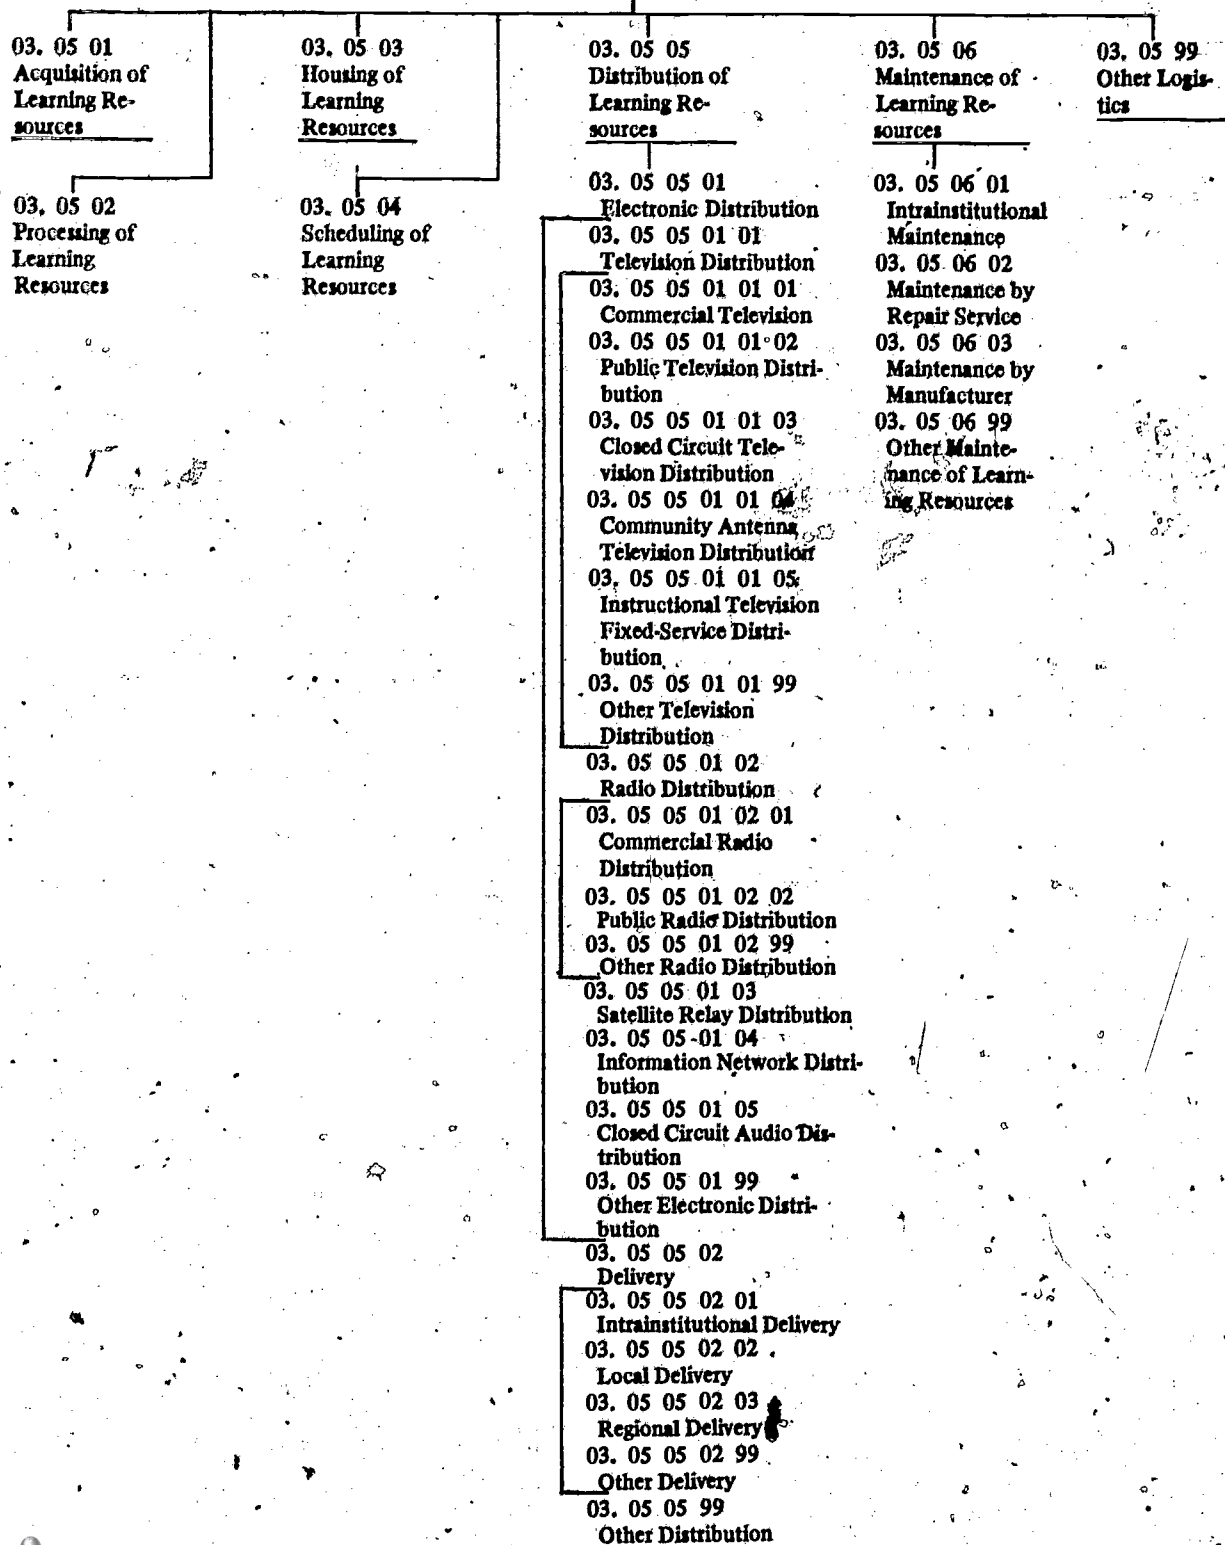 03. 05 01
Acquisition of
Learning Re-
sources
03. 05 02
Processing of
Learning
Resources
03. 05 03
Housing of
Learning
Resources
03. 05 04
Scheduling of
Learning
Resources
03. 05 05
Distribution of
Learning Re-
sources
03. 05 05 01
Electronic Distribution
03. 05 05 01 01
Television Distribution
03. 05 05 01 01 01
Commercial Television
03. 05 05 01 01 02
Public Television Distri-
bution
03. 05 05 01 01 03
Closed Circuit Tele-
vision Distribution
03. 05 05 01 01 04
Community Antenna
Television Distribution
03. 05 05 01 01 05
Instructional Television
Fixed-Service Distri-
bution
03. 05 05 01 01 99
Other Television
Distribution
03. 05 05 01 02
Radio Distribution
03. 05 05 01 02 01
Commercial Radio
Distribution
03. 05 05 01 02 02
Public Radio Distribution
03. 05 05 01 02 99
Other Radio Distribution
03. 05 05 01 03
Satellite Relay Distribution
03. 05 05 01 04
Information Network Distri-
bution
03. 05 05 01 05
Closed Circuit Audio Dis-
tribution
03. 05 05 01 99
Other Electronic Distri-
bution
03. 05 05 02
Delivery
03. 05 05 02 01
Intrainstitutional Delivery
03. 05 05 02 02
Local Delivery
03. 05 05 02 03
Regional Delivery
03. 05 05 02 99
Other Delivery
03. 05 05 99
Other Distribution
03. 05 06
Maintenance of
Learning Re-
sources
03. 05 06 01
Intrainstitutional
Maintenance
03. 05 06 02
Maintenance by
Repair Service
03. 05 06 03
Maintenance by
Manufacturer
03. 05 06 99
Other Mainte-
nance of Learn-
ing Resources
03. 05 99
Other Logis-
tics